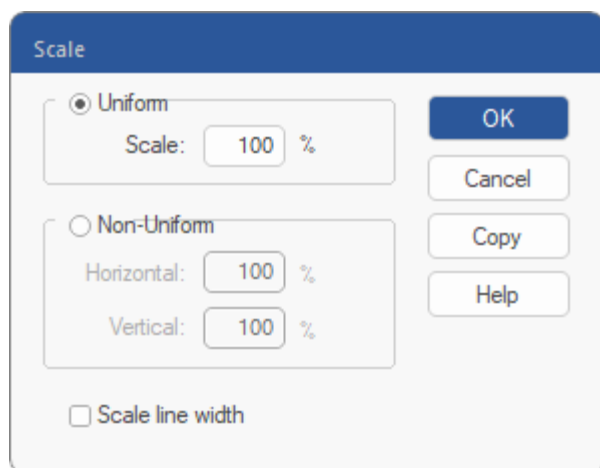 Scale
Uniform
Scale: 100 %
Non-Uniform
Horizontal: 100 %
Vertical: 100 %
Scale line width
OK
Cancel
Copy
Help